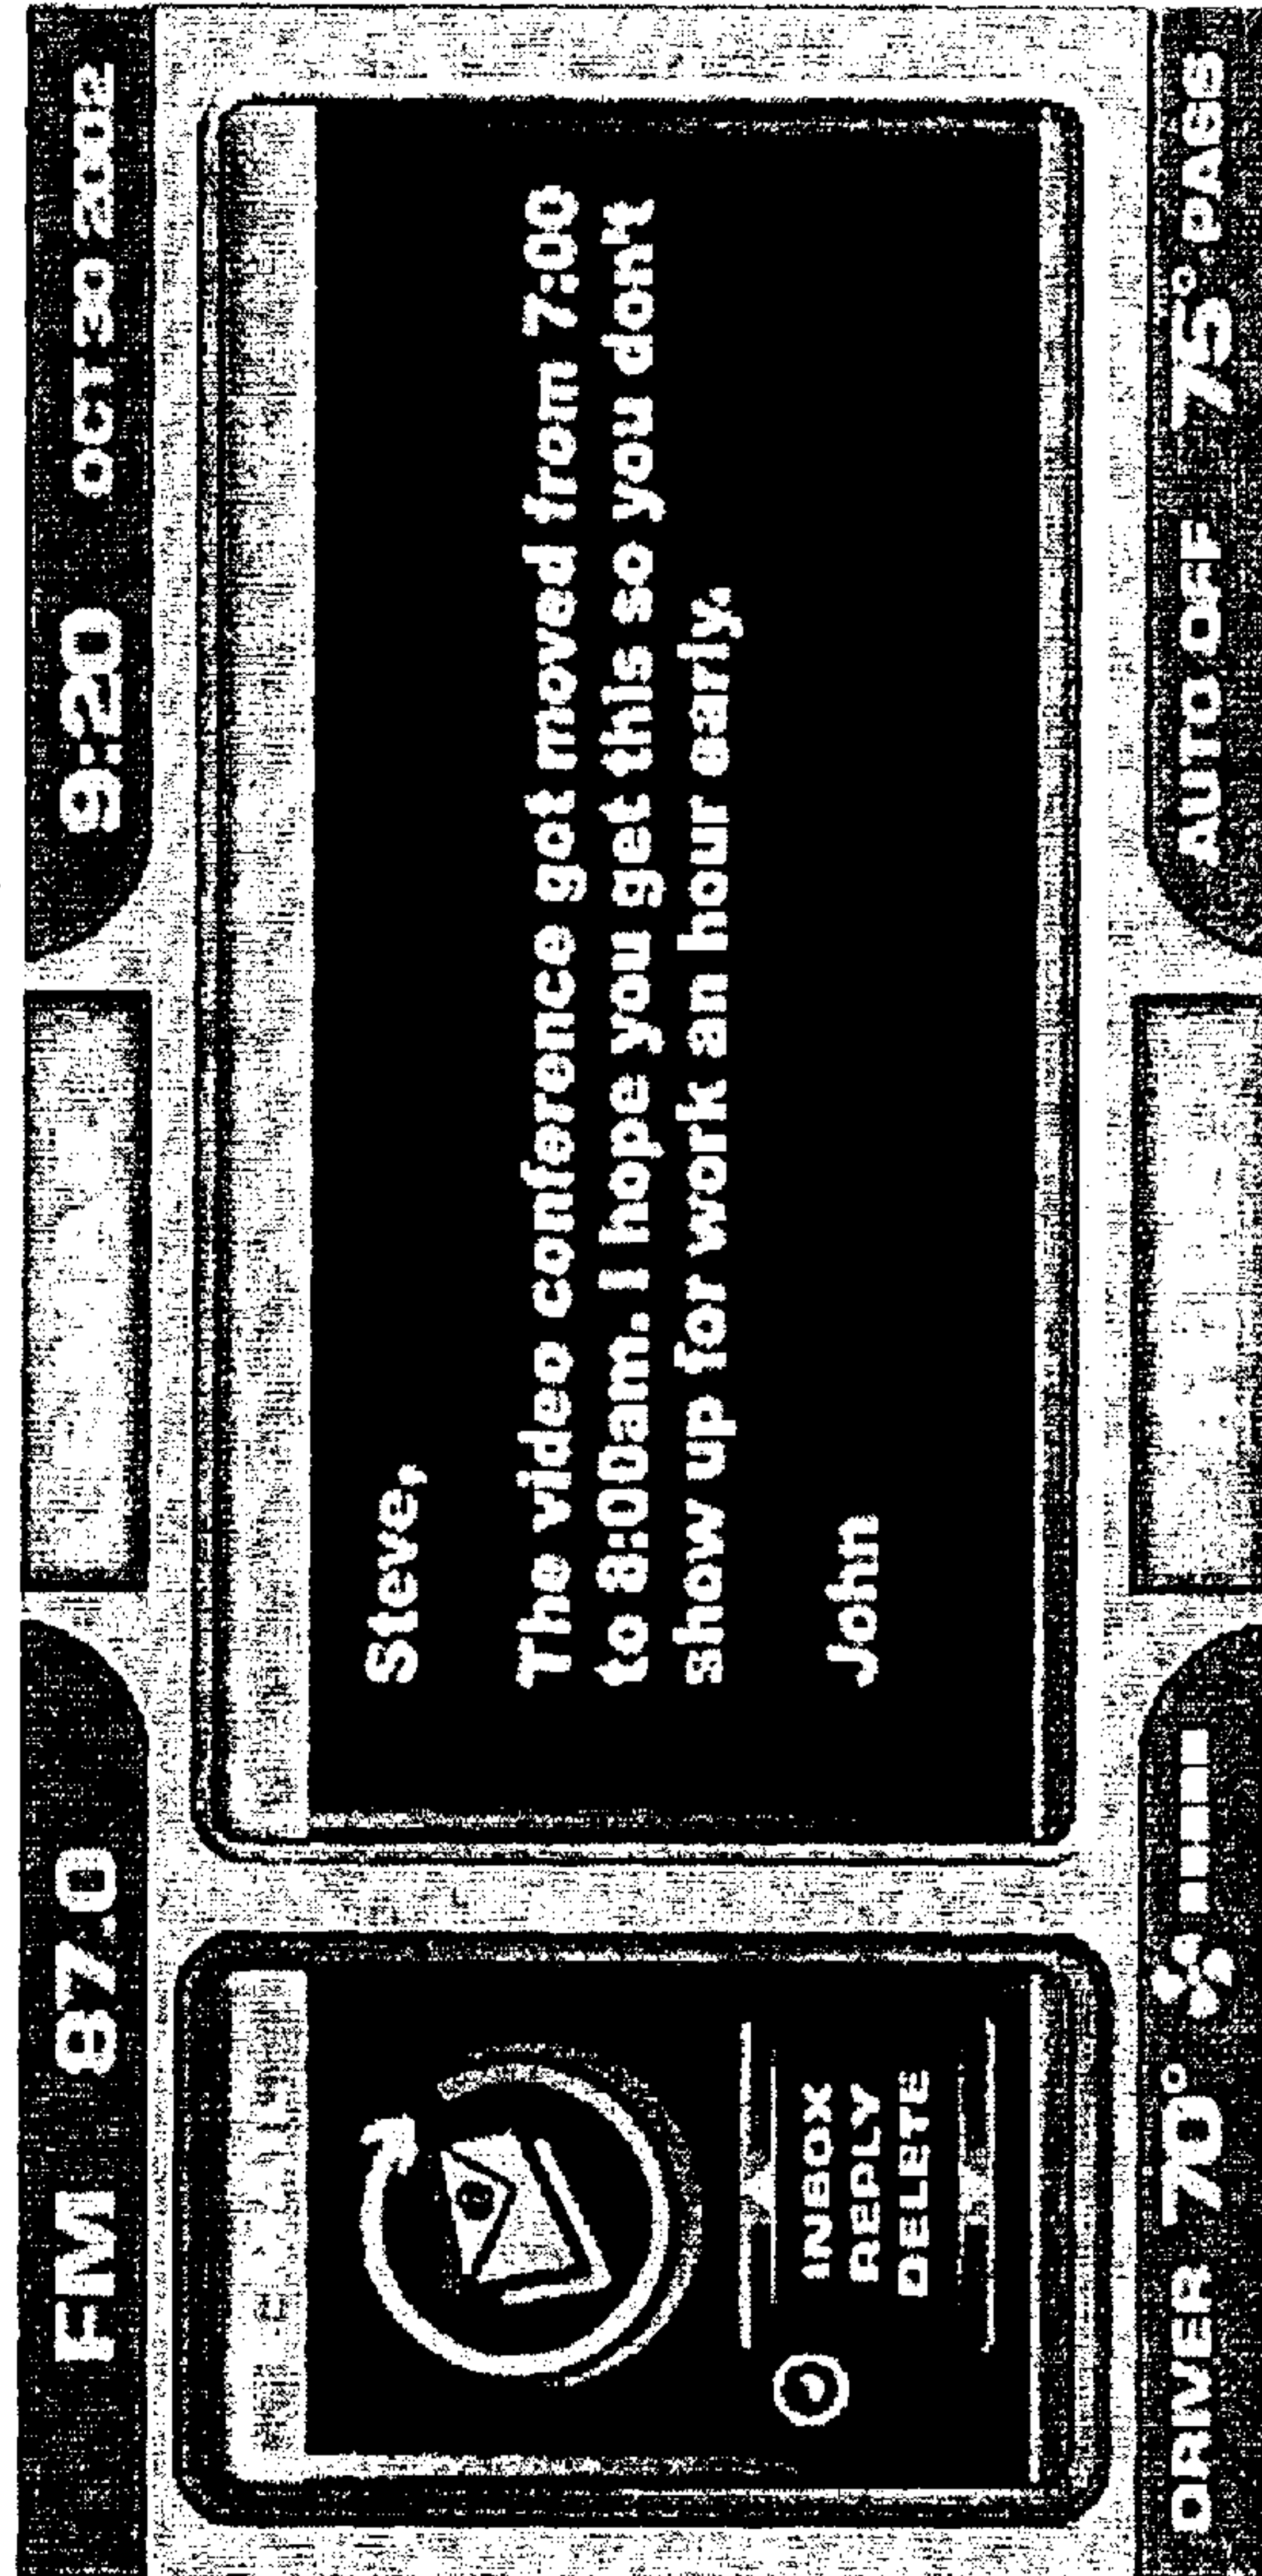 FM 87.0
9:20 OCT 30 2002
INBOX
REPLY
DELETE
Steve,
The video conference got moved from 7:00
to 8:00am. I hope you get this so you don't
show up for work an hour early.
John
DRIVER 70°
AUTO OFF 75° PASS